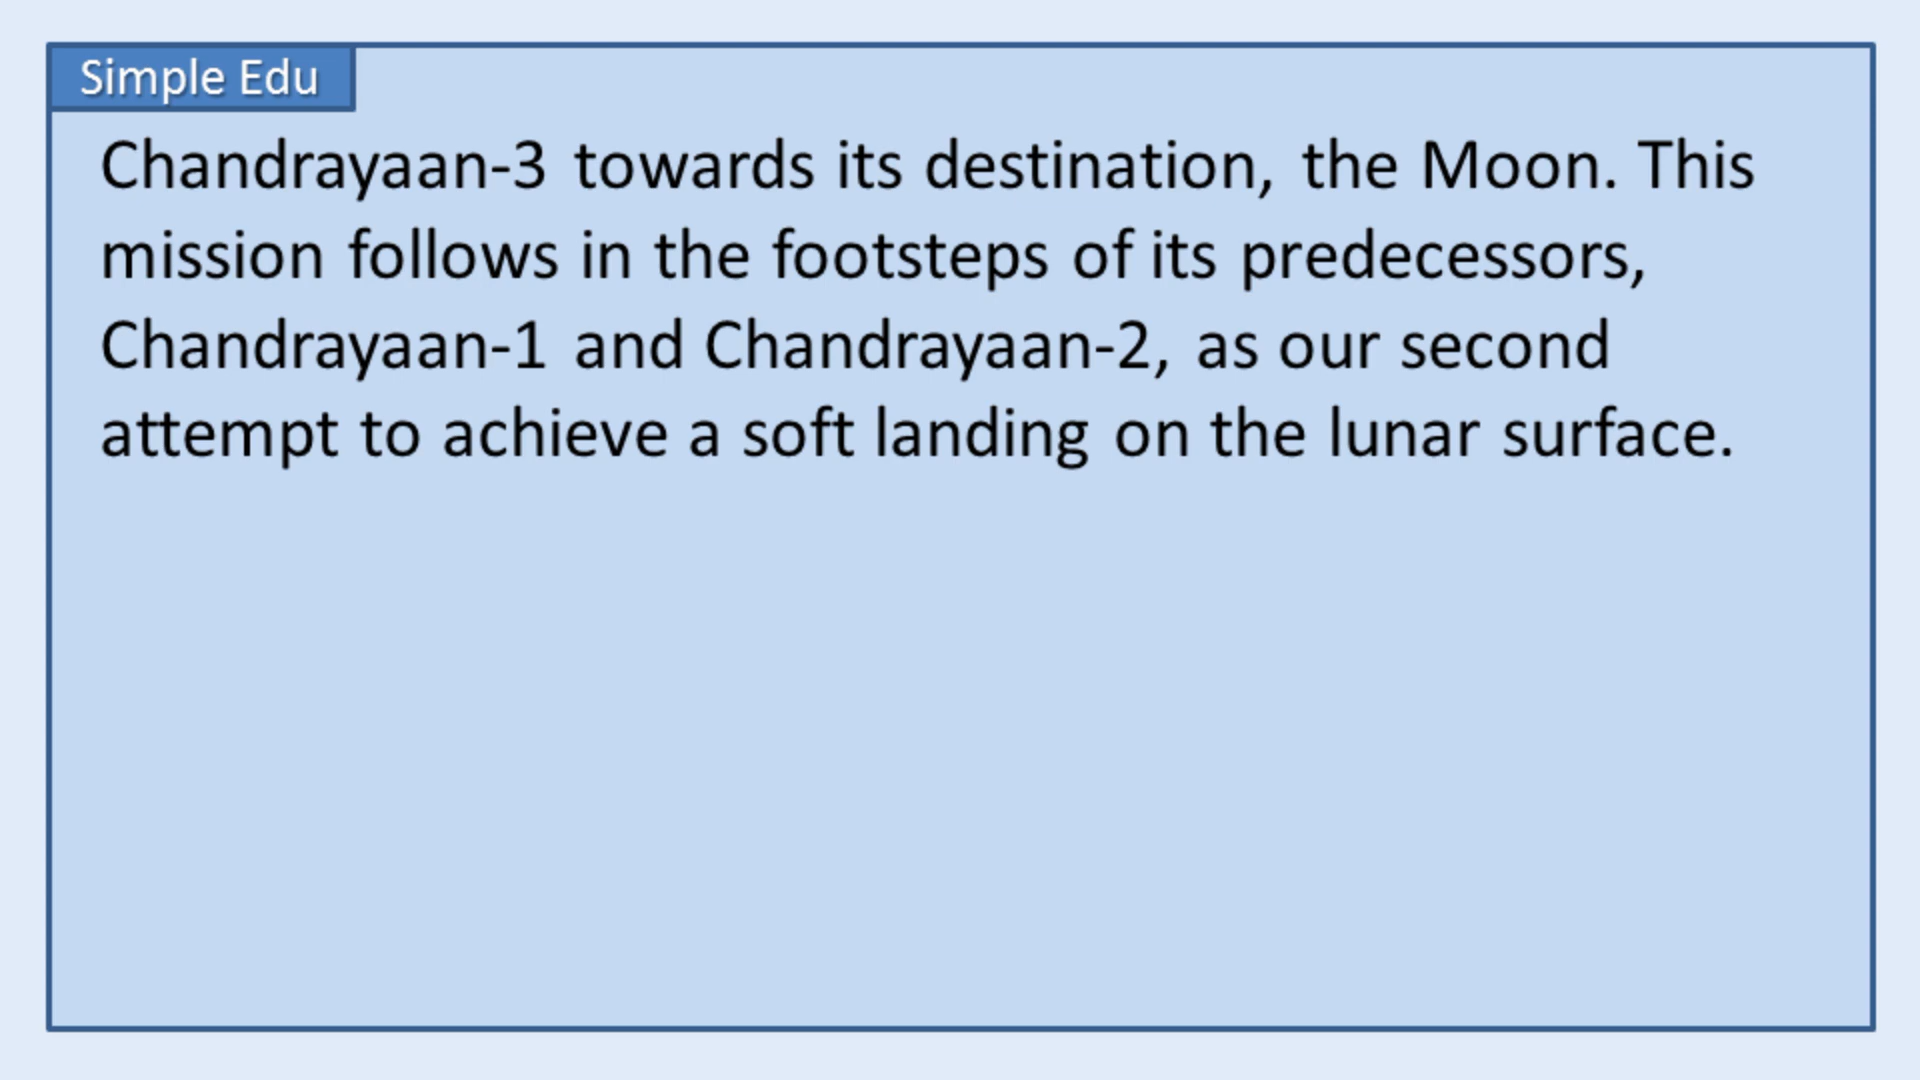 Simple Edu
Chandrayaan-3 towards its destination, the Moon. This
mission follows in the footsteps of its predecessors,
Chandrayaan-1 and Chandrayaan-2, as our second
attempt to achieve a soft landing on the lunar surface.